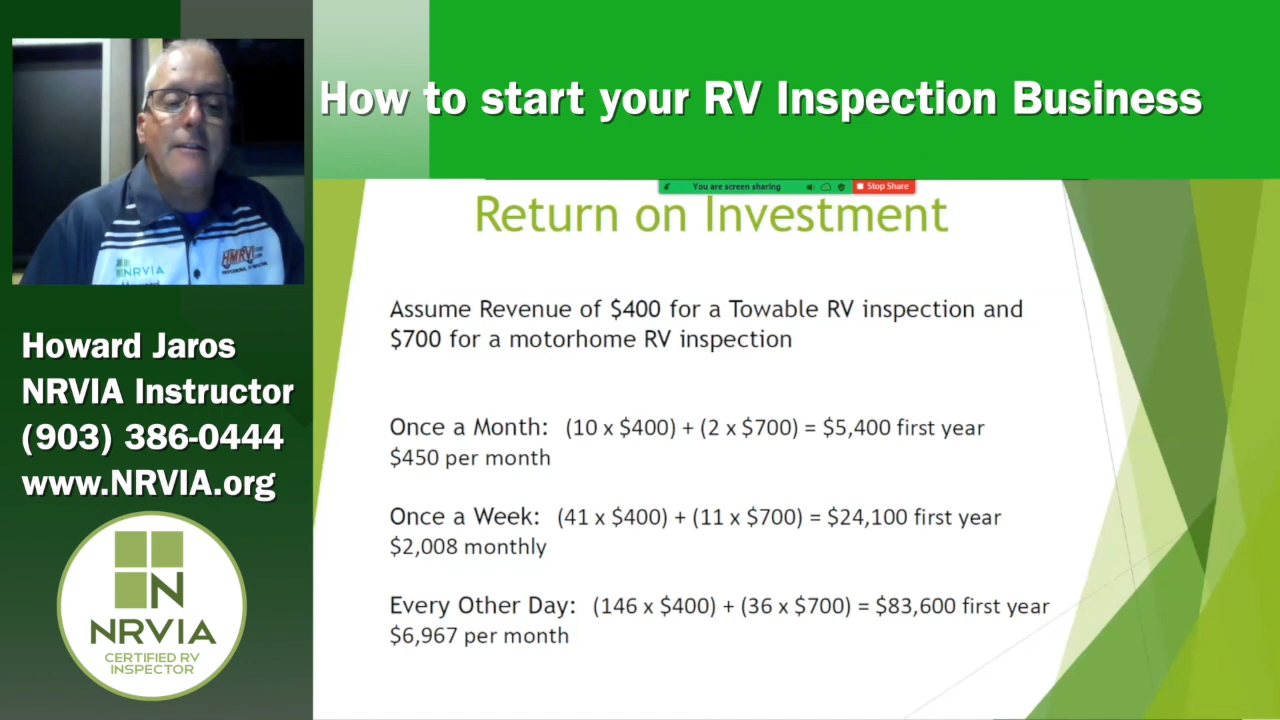 How to start your RV Inspection Business
You are screen sharing
Stop Share
Return on Investment
Assume Revenue of $400 for a Towable RV inspection and
$700 for a motorhome RV inspection
Once a Month: (10 x $400) + (2 x $700) = $5,400 first year
$450 per month
Once a Week: (41 x $400) + (11 x $700) = $24,100 first year
$2,008 monthly
Every Other Day: (146 x $400) + (36 x $700) = $83,600 first year
$6,967 per month
NRVIA
HMRVI
Howard Jaros
NRVIA Instructor
(903) 386-0444
www.NRVIA.org
N
NRVIA
CERTIFIED RV
INSPECTOR